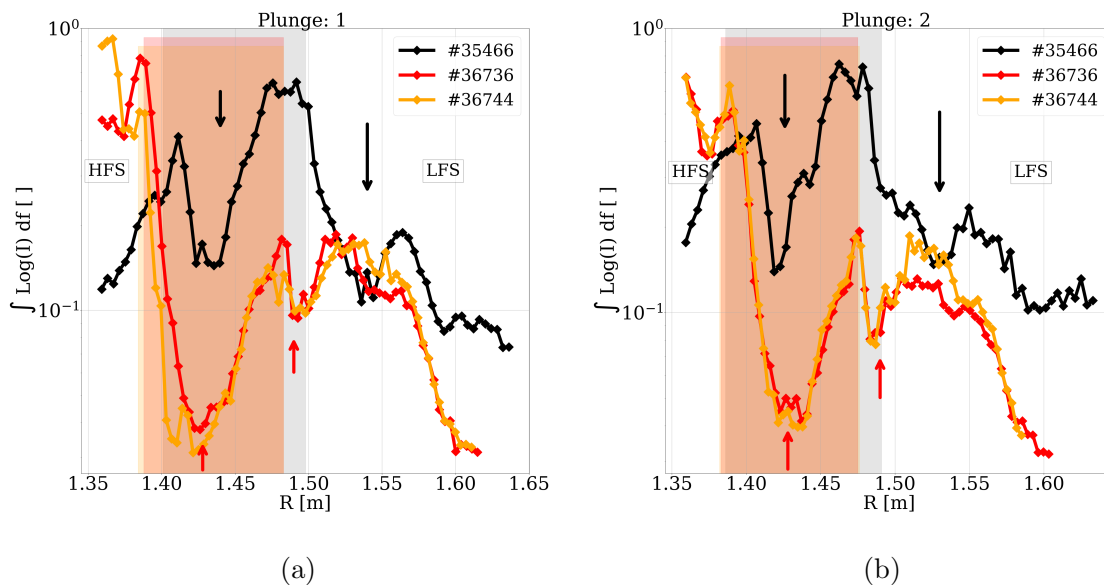 Plunge: 1
10⁰
#35466
#36736
#36744
HFS
LFS
∫ Log(I) df [ ]
10⁻¹
1.35 1.40 1.45 1.50 1.55 1.60 1.65
R [m]
(a)
Plunge: 2
10⁰
#35466
#36736
#36744
HFS
LFS
∫ Log(I) df [ ]
10⁻¹
1.35 1.40 1.45 1.50 1.55 1.60
R [m]
(b)